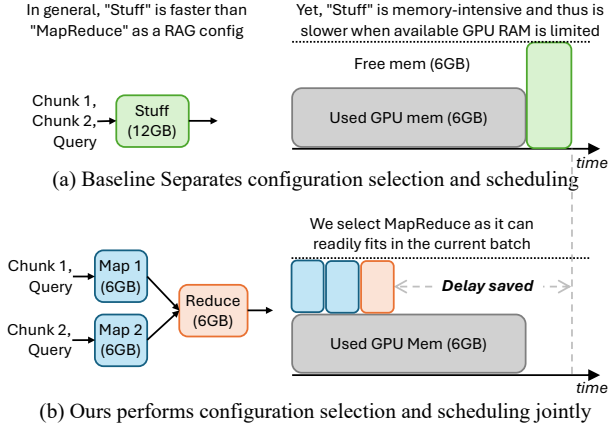 In general, "Stuff" is faster than
"MapReduce" as a RAG config
Yet, "Stuff" is memory-intensive and thus is
slower when available GPU RAM is limited
Free mem (6GB)
Chunk 1,
Chunk 2,
Query
Stuff
(12GB)
Used GPU mem (6GB)
time
(a) Baseline Separates configuration selection and scheduling
We select MapReduce as it can
readily fits in the current batch
Chunk 1,
Query
Map 1
(6GB)
Reduce
(6GB)
Chunk 2,
Query
Map 2
(6GB)
Delay saved
Used GPU Mem (6GB)
time
(b) Ours performs configuration selection and scheduling jointly